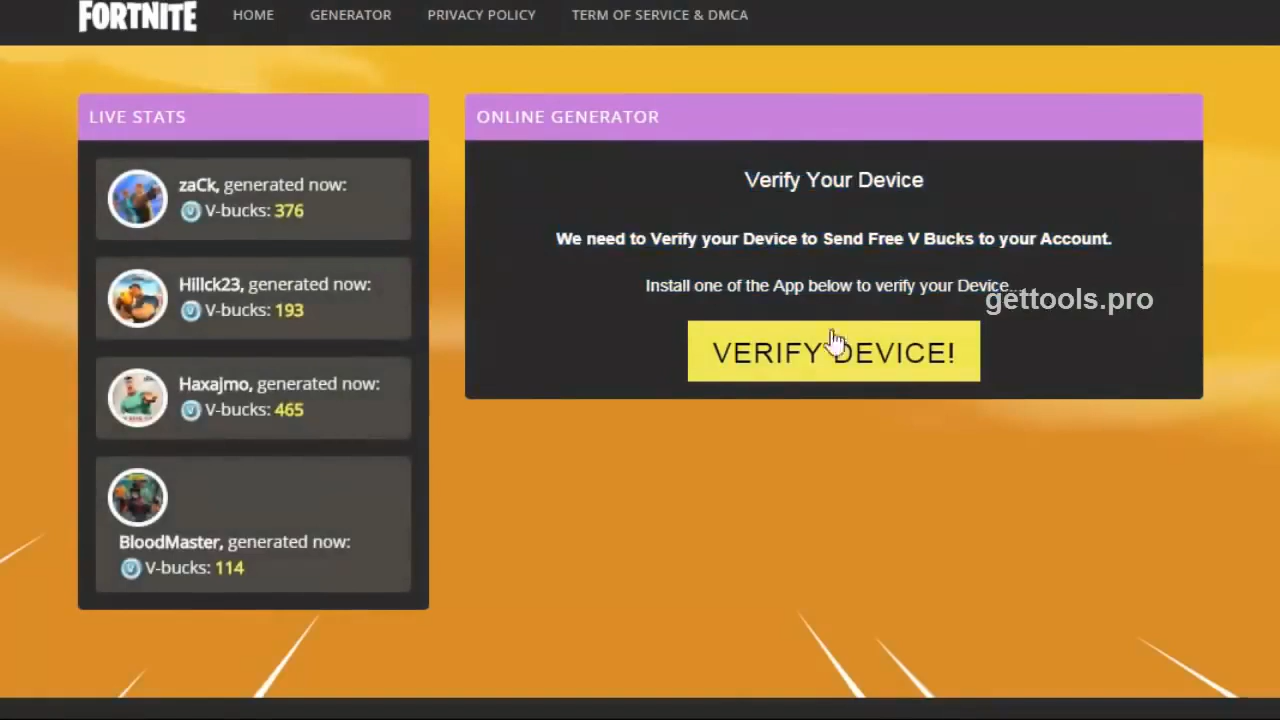 FORTNITE HOME GENERATOR PRIVACY POLICY TERM OF SERVICE & DMCA
LIVE STATS
zaCk, generated now:
V-bucks: 376
Hillck23, generated now:
V-bucks: 193
Haxajmo, generated now:
V-bucks: 465
BloodMaster, generated now:
V-bucks: 114
ONLINE GENERATOR
Verify Your Device
We need to Verify your Device to Send Free V Bucks to your Account.
Install one of the App below to verify your Device...
gettools.pro
VERIFY DEVICE!